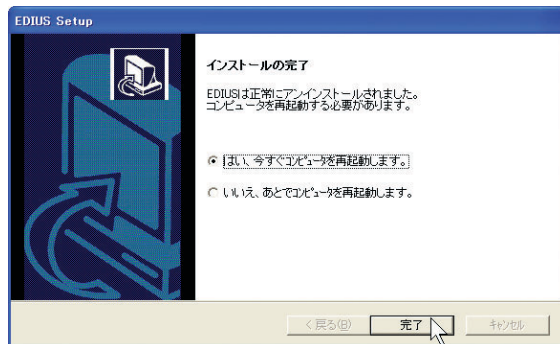 EDIUS Setup
インストールの完了
EDIUSは正常にアンインストールされました。
コンピュータを再起動する必要があります。
はい、今すぐｺﾝﾋﾟｭｰﾀを再起動します。
いいえ、あとでｺﾝﾋﾟｭｰﾀを再起動します。
< 戻る(B) 完了 ｷｬﾝｾﾙ